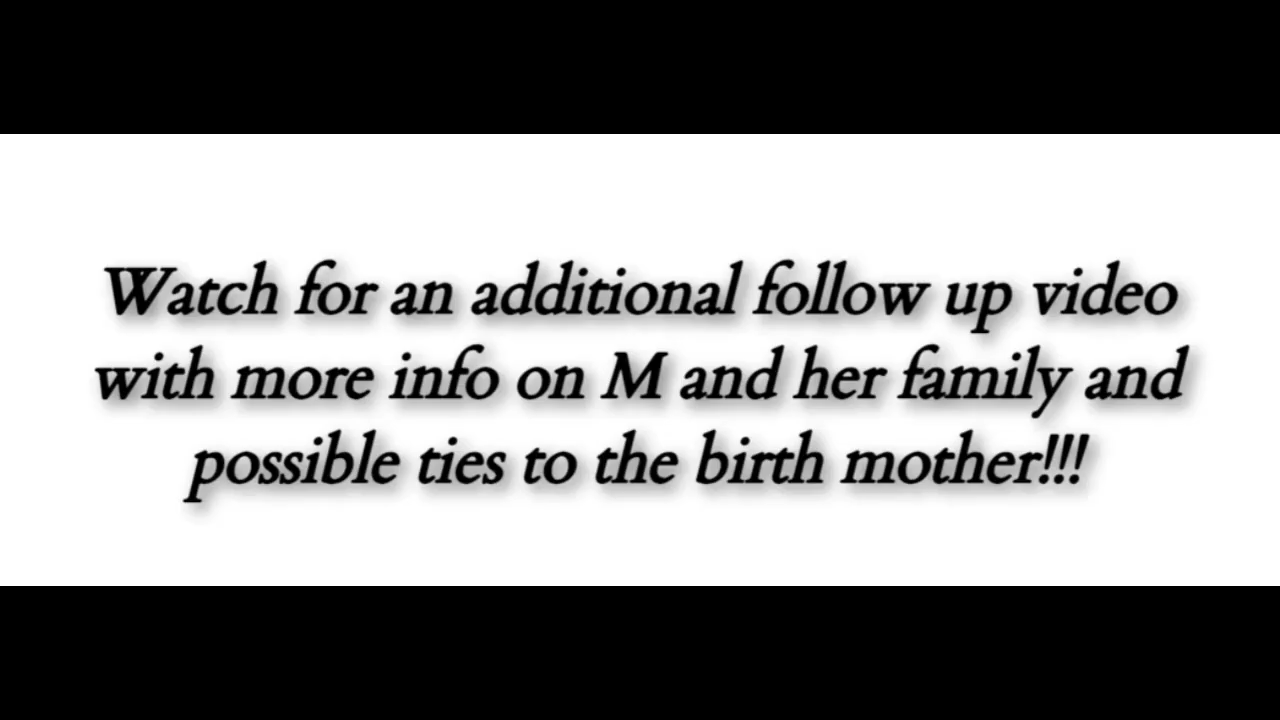 Watch for an additional follow up video
with more info on M and her family and
possible ties to the birth mother!!!